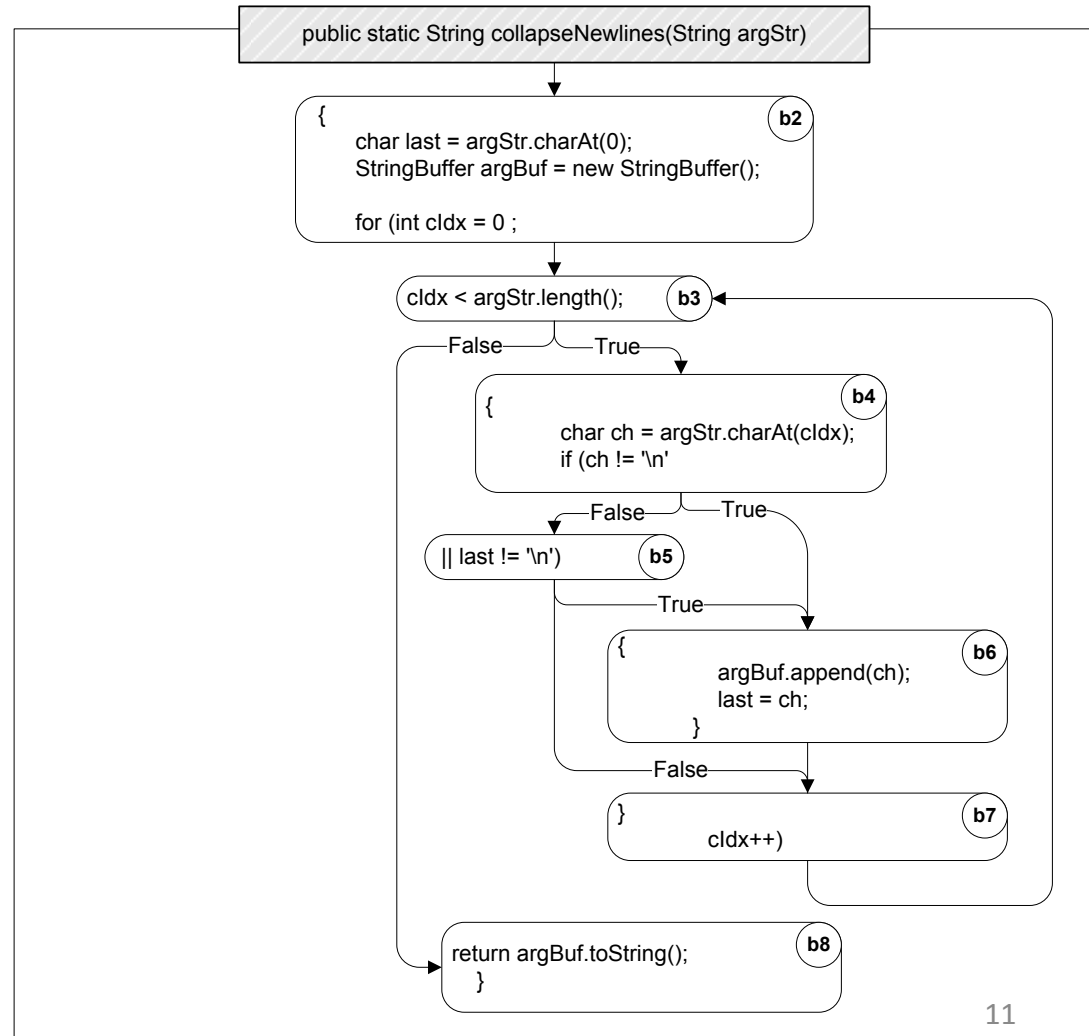 public static String collapseNewlines(String argStr)
{
b2
char last = argStr.charAt(0);
StringBuffer argBuf = new StringBuffer();
for (int cIdx = 0 ;
cIdx < argStr.length();
b3
False
True
{
b4
char ch = argStr.charAt(cIdx);
if (ch != '\n'
False
True
|| last != '\n')
b5
True
{
b6
argBuf.append(ch);
last = ch;
}
False
}
b7
cIdx++)
return argBuf.toString();
b8
}
11